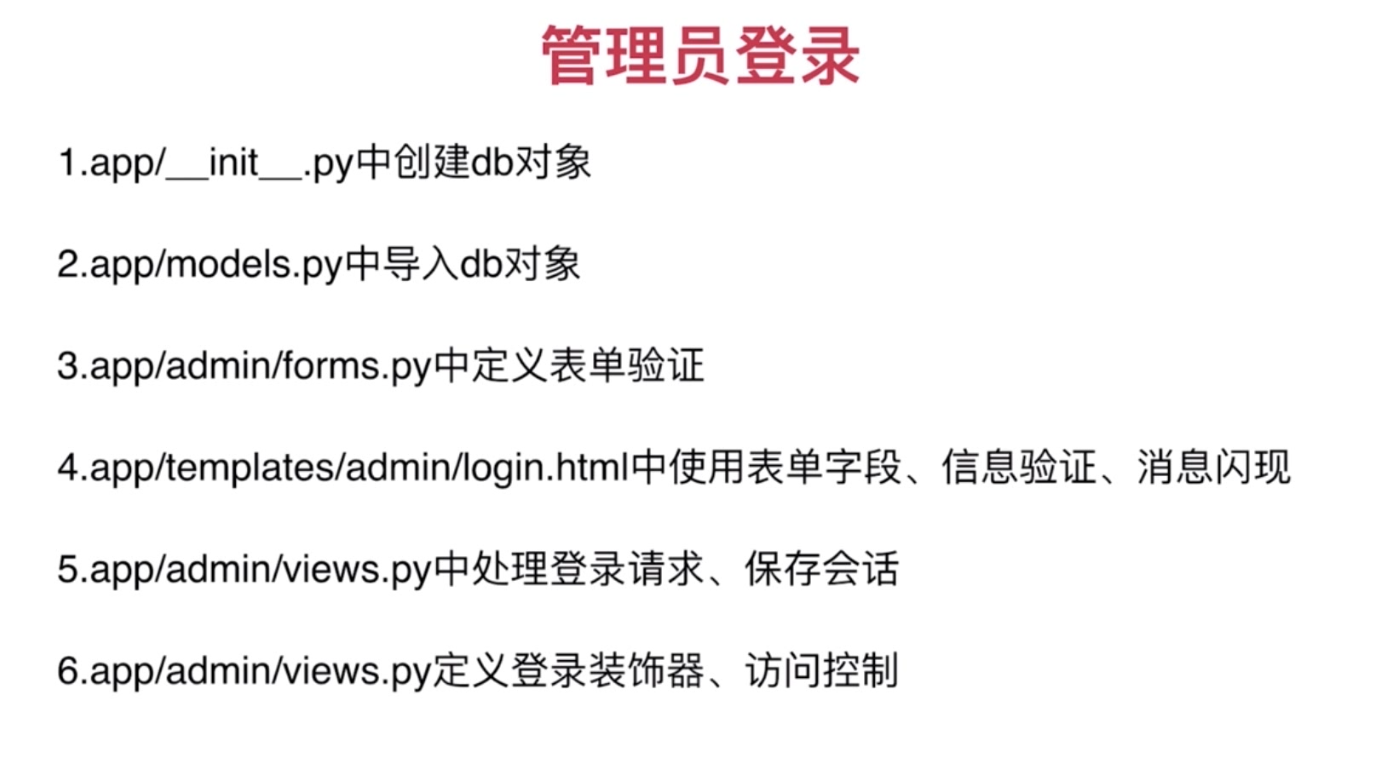 管理员登录
1.app/__init__.py中创建db对象
2.app/models.py中导入db对象
3.app/admin/forms.py中定义表单验证
4.app/templates/admin/login.html中使用表单字段、信息验证、消息闪现
5.app/admin/views.py中处理登录请求、保存会话
6.app/admin/views.py定义登录装饰器、访问控制